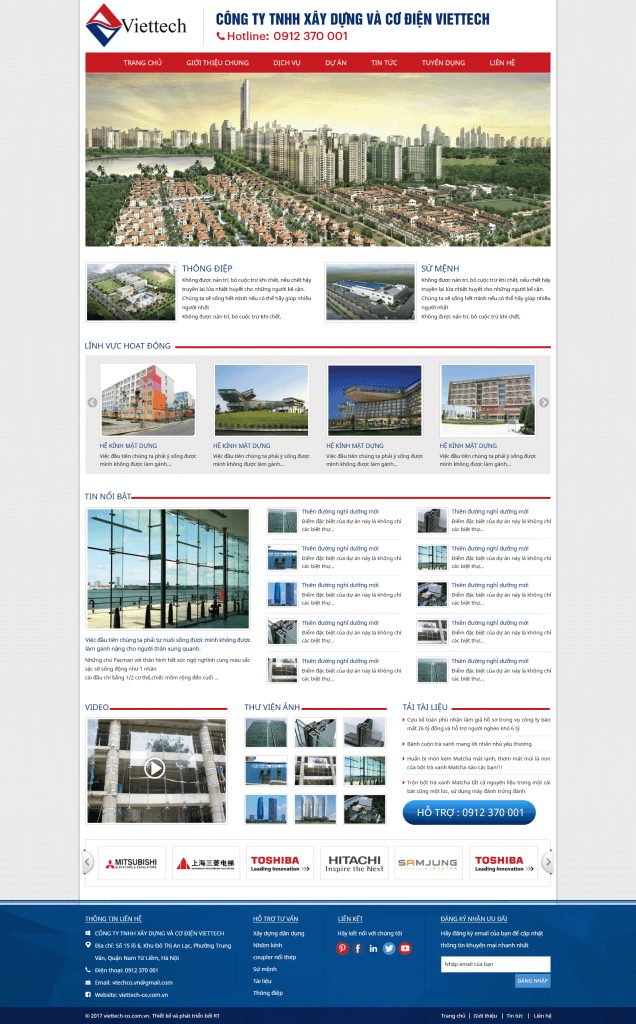 Viettech
CÔNG TY TNHH XÂY DỰNG VÀ CƠ ĐIỆN VIETTECH
Hotline: 0912 370 001
TRANG CHỦ GIỚI THIỆU CHUNG DỊCH VỤ DỰ ÁN TIN TỨC TUYỂN DỤNG LIÊN HỆ
THÔNG ĐIỆP
Không được nản trí, bỏ cuộc trừ khi chết, nếu chết hãy
truyền lại lửa nhiệt huyết cho những người kế cận.
Chúng ta sẽ sống hết mình nếu có thể hãy giúp nhiều
người nhất
Không được nản trí, bỏ cuộc trừ khi chết,
SỨ MỆNH
Không được nản trí, bỏ cuộc trừ khi chết, nếu chết hãy
truyền lại lửa nhiệt huyết cho những người kế cận.
Chúng ta sẽ sống hết mình nếu có thể hãy giúp nhiều
người nhất
Không được nản trí, bỏ cuộc trừ khi chết,
LĨNH VỰC HOẠT ĐỘNG
HỆ KÍNH MẶT DỰNG
Việc đầu tiên chúng ta phải ý sống được
mình không được làm gánh...
HỆ KÍNH MẶT DỰNG
Việc đầu tiên chúng ta phải ý sống được
mình không được làm gánh...
HỆ KÍNH MẶT DỰNG
Việc đầu tiên chúng ta phải ý sống được
mình không được làm gánh...
HỆ KÍNH MẶT DỰNG
Việc đầu tiên chúng ta phải ý sống được
mình không được làm gánh...
TIN NỔI BẬT
Việc đầu tiên chúng ta phải tự nuôi sống được mình không được
làm gánh nặng cho người thân xung quanh.
Những chú Pacman với thân hình hết sức ngộ nghĩnh cùng màu sắc
sặc sỡ sống động như 1 nhân
cái đầu chỉ bằng 1/2 cơ thể,chiếc mồm rộng đến cuối ...
Thiên đường nghỉ dưỡng mới
Điểm đặc biệt của dự án này là không chỉ
các biệt thự...
Thiên đường nghỉ dưỡng mới
Điểm đặc biệt của dự án này là không chỉ
các biệt thự...
Thiên đường nghỉ dưỡng mới
Điểm đặc biệt của dự án này là không chỉ
các biệt thự...
Thiên đường nghỉ dưỡng mới
Điểm đặc biệt của dự án này là không chỉ
các biệt thự...
Thiên đường nghỉ dưỡng mới
Điểm đặc biệt của dự án này là không chỉ
các biệt thự...
Thiên đường nghỉ dưỡng mới
Điểm đặc biệt của dự án này là không chỉ
các biệt thự...
Thiên đường nghỉ dưỡng mới
Điểm đặc biệt của dự án này là không chỉ
các biệt thự...
Thiên đường nghỉ dưỡng mới
Điểm đặc biệt của dự án này là không chỉ
các biệt thự...
Thiên đường nghỉ dưỡng mới
Điểm đặc biệt của dự án này là không chỉ
các biệt thự...
Thiên đường nghỉ dưỡng mới
Điểm đặc biệt của dự án này là không chỉ
các biệt thự...
VIDEO
THƯ VIỆN ẢNH
TẢI TÀI LIỆU
Cựu kế toán phủ nhận làm giả hồ sơ trong vụ công ty báo
mất 26 tỷ đồng và hỗ trợ người nghèo khó 6 tỷ
Bánh cuộn trà xanh mang lời nhắn nhủ yêu thương
Huấn bị món kem Matcha mát lạnh, thơm mát mùi lá non
của bột trà xanh Matcha nào các bạn!!!
Trộn bột trà xanh Matcha tất cả nguyên liệu trong một cái
bát cũng một lúc, sử dụng máy đánh trứng đánh
HỖ TRỢ : 0912 370 001
MITSUBISHI
ELEVATORS & ESCALATORS
上海三菱电梯
TOSHIBA
Leading Innovation >>>
HITACHI
Inspire the Next
SAMJUNG
TOSHIBA
Leading Innovation >>>
THÔNG TIN LIÊN HỆ
CÔNG TY TNHH XÂY DỰNG VÀ CƠ ĐIỆN VIETTECH
Địa chỉ: Số 15 lô 6, Khu Đô Thị An Lạc, Phường Trung
Văn, Quận Nam Từ Liêm, Hà Nội
Điện thoại: 0912 370 001
Email: vtechco.vn@gmail.com
Website: viettech-co.com.vn
HỖ TRỢ TƯ VẤN
Xây dựng dân dụng
Nhôm kính
coupler nối thép
Sứ mệnh
Tài liệu
Thông điệp
LIÊN KẾT
Hãy kết nối với chúng tôi
ĐĂNG KÝ NHẬN ƯU ĐÃI
Hãy đăng ký email của bạn để cập nhật
thông tin khuyến mại nhanh nhất
Nhập email của bạn
ĐĂNG NHẬP
© 2017 viettech-co.com.vn. Thiết kế và phát triển bởi RT
Trang chủ | Giới thiệu | Tin tức | Liên hệ